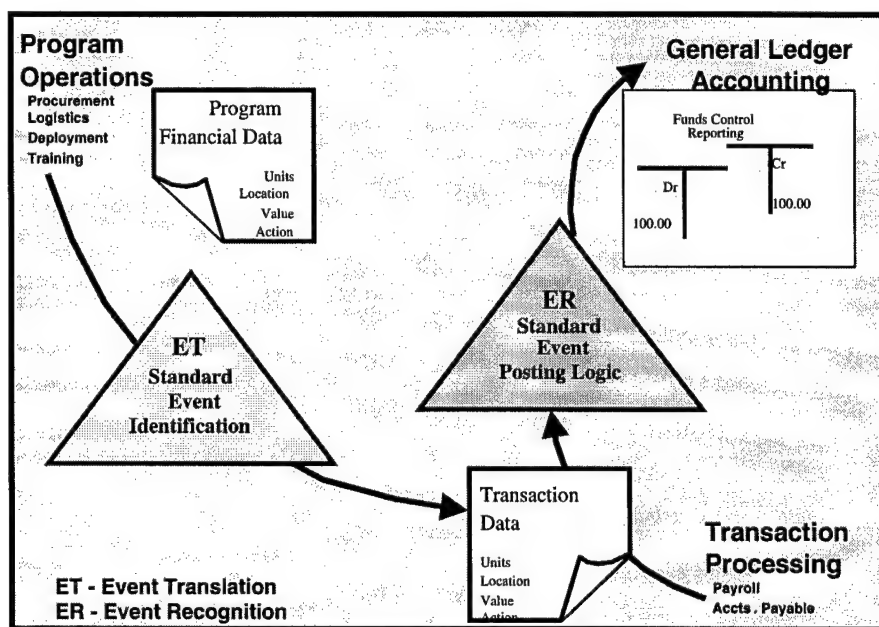 Program
Operations
Procurement
Logistics
Deployment
Training
Program
Financial Data
Units
Location
Value
Action
General Ledger
Accounting
Funds Control
Reporting
Dr
100.00
Cr
100.00
ET
Standard
Event
Identification
ER
Standard
Event
Posting Logic
Transaction
Data
Units
Location
Value
Action
Transaction
Processing
Payroll
Accts. Payable
ET - Event Translation
ER - Event Recognition